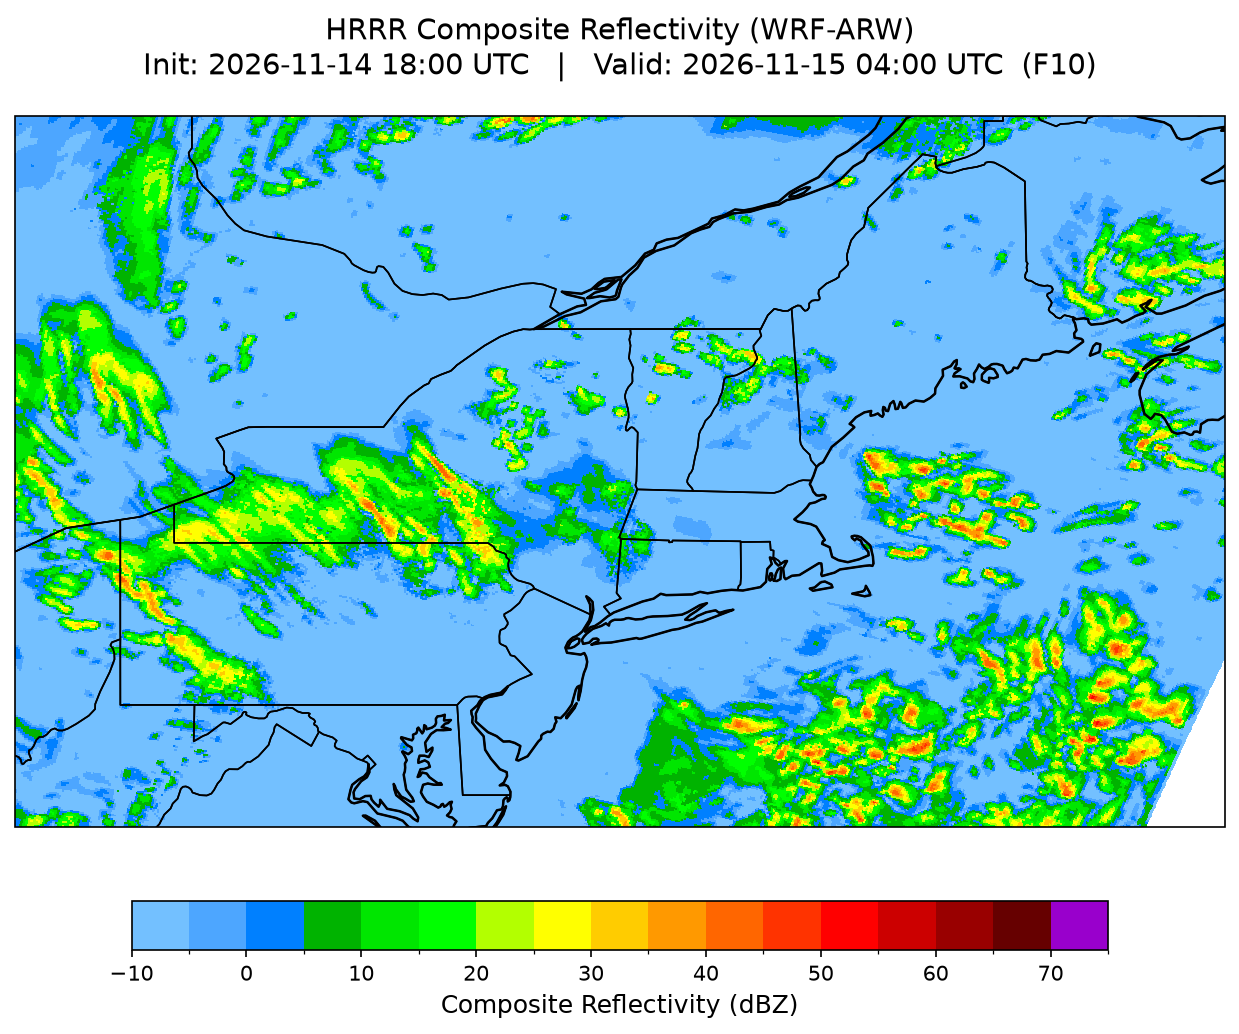 HRRR Composite Reflectivity (WRF-ARW)
Init: 2026-11-14 18:00 UTC | Valid: 2026-11-15 04:00 UTC (F10)
−10 0 10 20 30 40 50 60 70
Composite Reflectivity (dBZ)